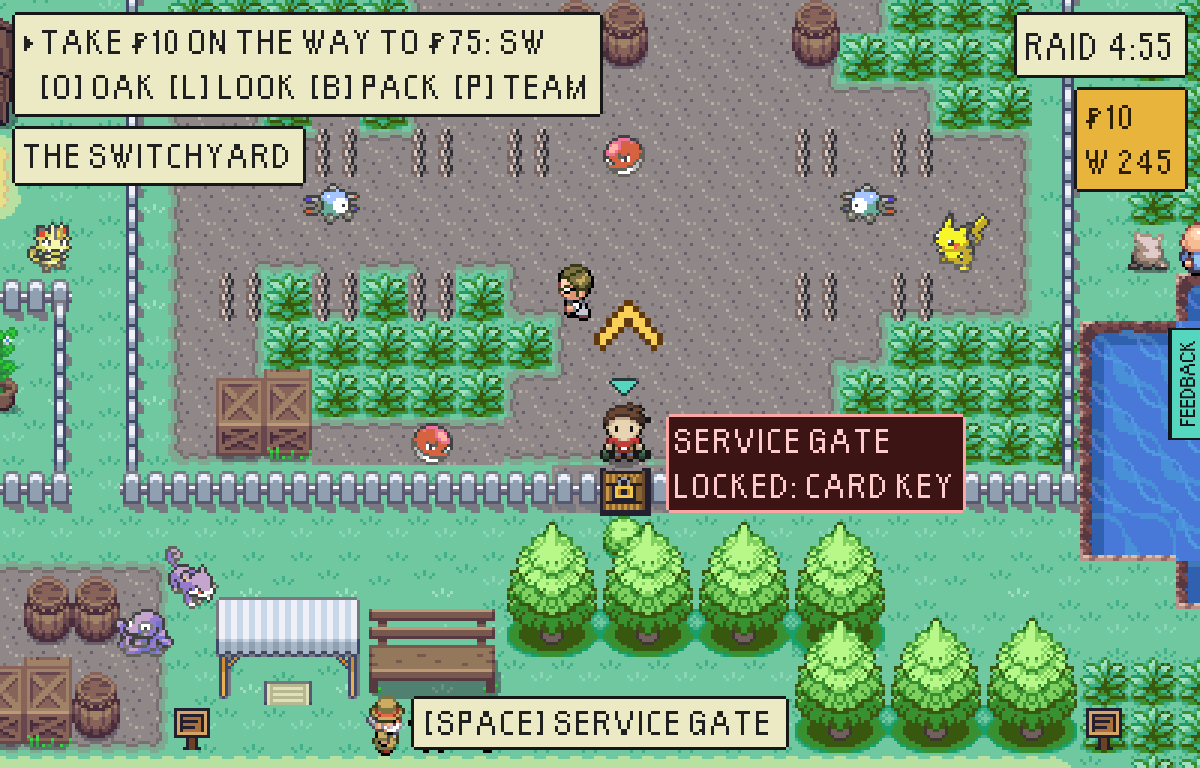 TAKE ₽10 ON THE WAY TO ₽75: SW
[O] OAK [L] LOOK [B] PACK [P] TEAM
RAID 4:55
₽10
W 245
THE SWITCHYARD
FEEDBACK
SERVICE GATE
LOCKED: CARD KEY
[SPACE] SERVICE GATE